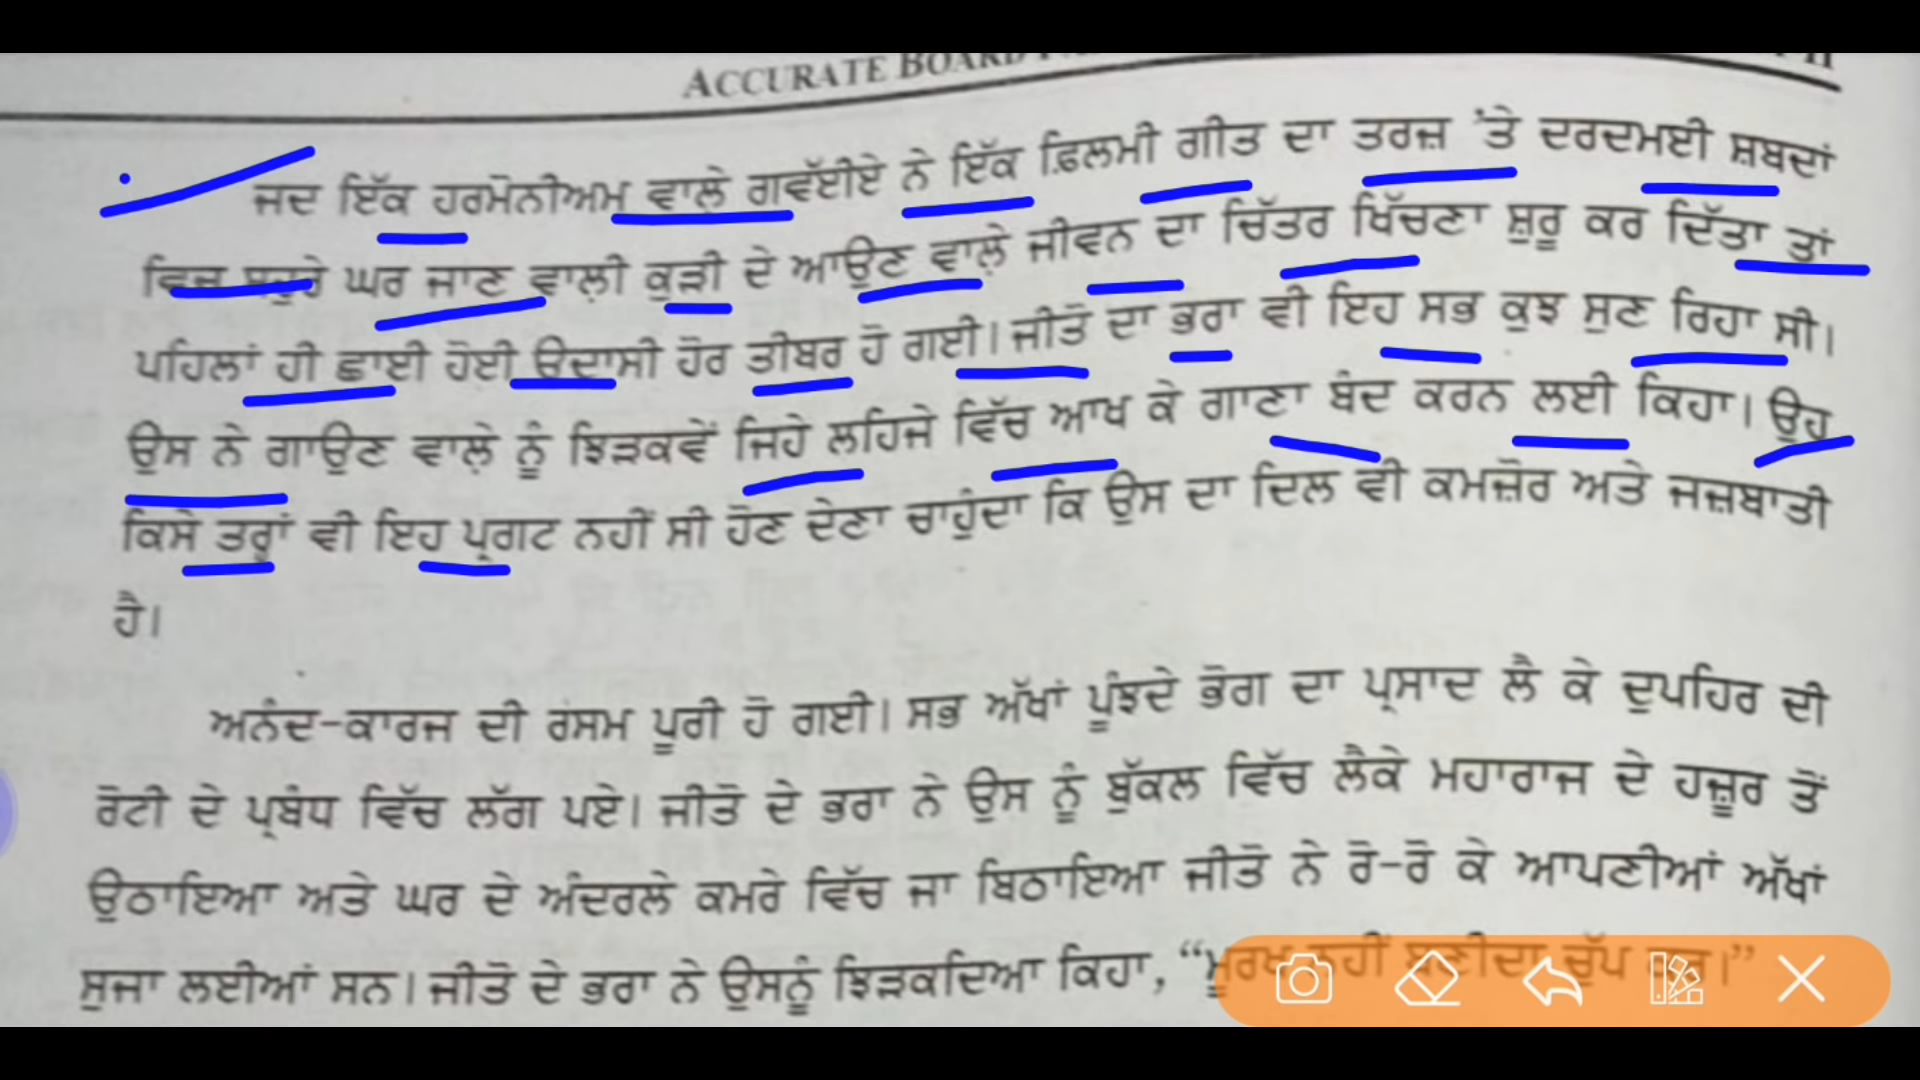 ACCURATE BOARD
ਜਦ ਇੱਕ ਹਰਮੋਨੀਅਮ ਵਾਲੇ ਗਵੱਈਏ ਨੇ ਇੱਕ ਫ਼ਿਲਮੀ ਗੀਤ ਦਾ ਤਰਜ਼ 'ਤੇ ਦਰਦਮਈ ਸ਼ਬਦਾਂ
ਵਿਚ ਸਹੁਰੇ ਘਰ ਜਾਣ ਵਾਲੀ ਕੁੜੀ ਦੇ ਆਉਣ ਵਾਲੇ ਜੀਵਨ ਦਾ ਚਿੱਤਰ ਖਿੱਚਣਾ ਸ਼ੁਰੂ ਕਰ ਦਿੱਤਾ ਤਾਂ
ਪਹਿਲਾਂ ਹੀ ਛਾਈ ਹੋਈ ਉਦਾਸੀ ਹੋਰ ਤੀਬਰ ਹੋ ਗਈ। ਜੀਤੋ ਦਾ ਭਰਾ ਵੀ ਇਹ ਸਭ ਕੁਝ ਸੁਣ ਰਿਹਾ ਸੀ।
ਉਸ ਨੇ ਗਾਉਣ ਵਾਲੇ ਨੂੰ ਝਿੜਕਵੇਂ ਜਿਹੇ ਲਹਿਜੇ ਵਿੱਚ ਆਖ ਕੇ ਗਾਣਾ ਬੰਦ ਕਰਨ ਲਈ ਕਿਹਾ। ਉਹ
ਕਿਸੇ ਤਰ੍ਹਾਂ ਵੀ ਇਹ ਪ੍ਰਗਟ ਨਹੀਂ ਸੀ ਹੋਣ ਦੇਣਾ ਚਾਹੁੰਦਾ ਕਿ ਉਸ ਦਾ ਦਿਲ ਵੀ ਕਮਜ਼ੋਰ ਅਤੇ ਜਜ਼ਬਾਤੀ
ਹੈ।
ਅਨੰਦ-ਕਾਰਜ ਦੀ ਰਸਮ ਪੂਰੀ ਹੋ ਗਈ। ਸਭ ਅੱਖਾਂ ਪੂੰਝਦੇ ਭੋਗ ਦਾ ਪ੍ਰਸਾਦ ਲੈ ਕੇ ਦੁਪਹਿਰ ਦੀ
ਰੋਟੀ ਦੇ ਪ੍ਰਬੰਧ ਵਿੱਚ ਲੱਗ ਪਏ। ਜੀਤੋ ਦੇ ਭਰਾ ਨੇ ਉਸ ਨੂੰ ਬੁੱਕਲ ਵਿੱਚ ਲੈਕੇ ਮਹਾਰਾਜ ਦੇ ਹਜ਼ੂਰ ਤੋਂ
ਉਠਾਇਆ ਅਤੇ ਘਰ ਦੇ ਅੰਦਰਲੇ ਕਮਰੇ ਵਿੱਚ ਜਾ ਬਿਠਾਇਆ ਜੀਤੋ ਨੇ ਰੋ-ਰੋ ਕੇ ਆਪਣੀਆਂ ਅੱਖਾਂ
ਸੁਜਾ ਲਈਆਂ ਸਨ। ਜੀਤੋ ਦੇ ਭਰਾ ਨੇ ਉਸਨੂੰ ਝਿੜਕਦਿਆ ਕਿਹਾ, “ਮੂਰਖ ਨਹੀਂ ਬਣੀਦਾ ਚੁੱਪ